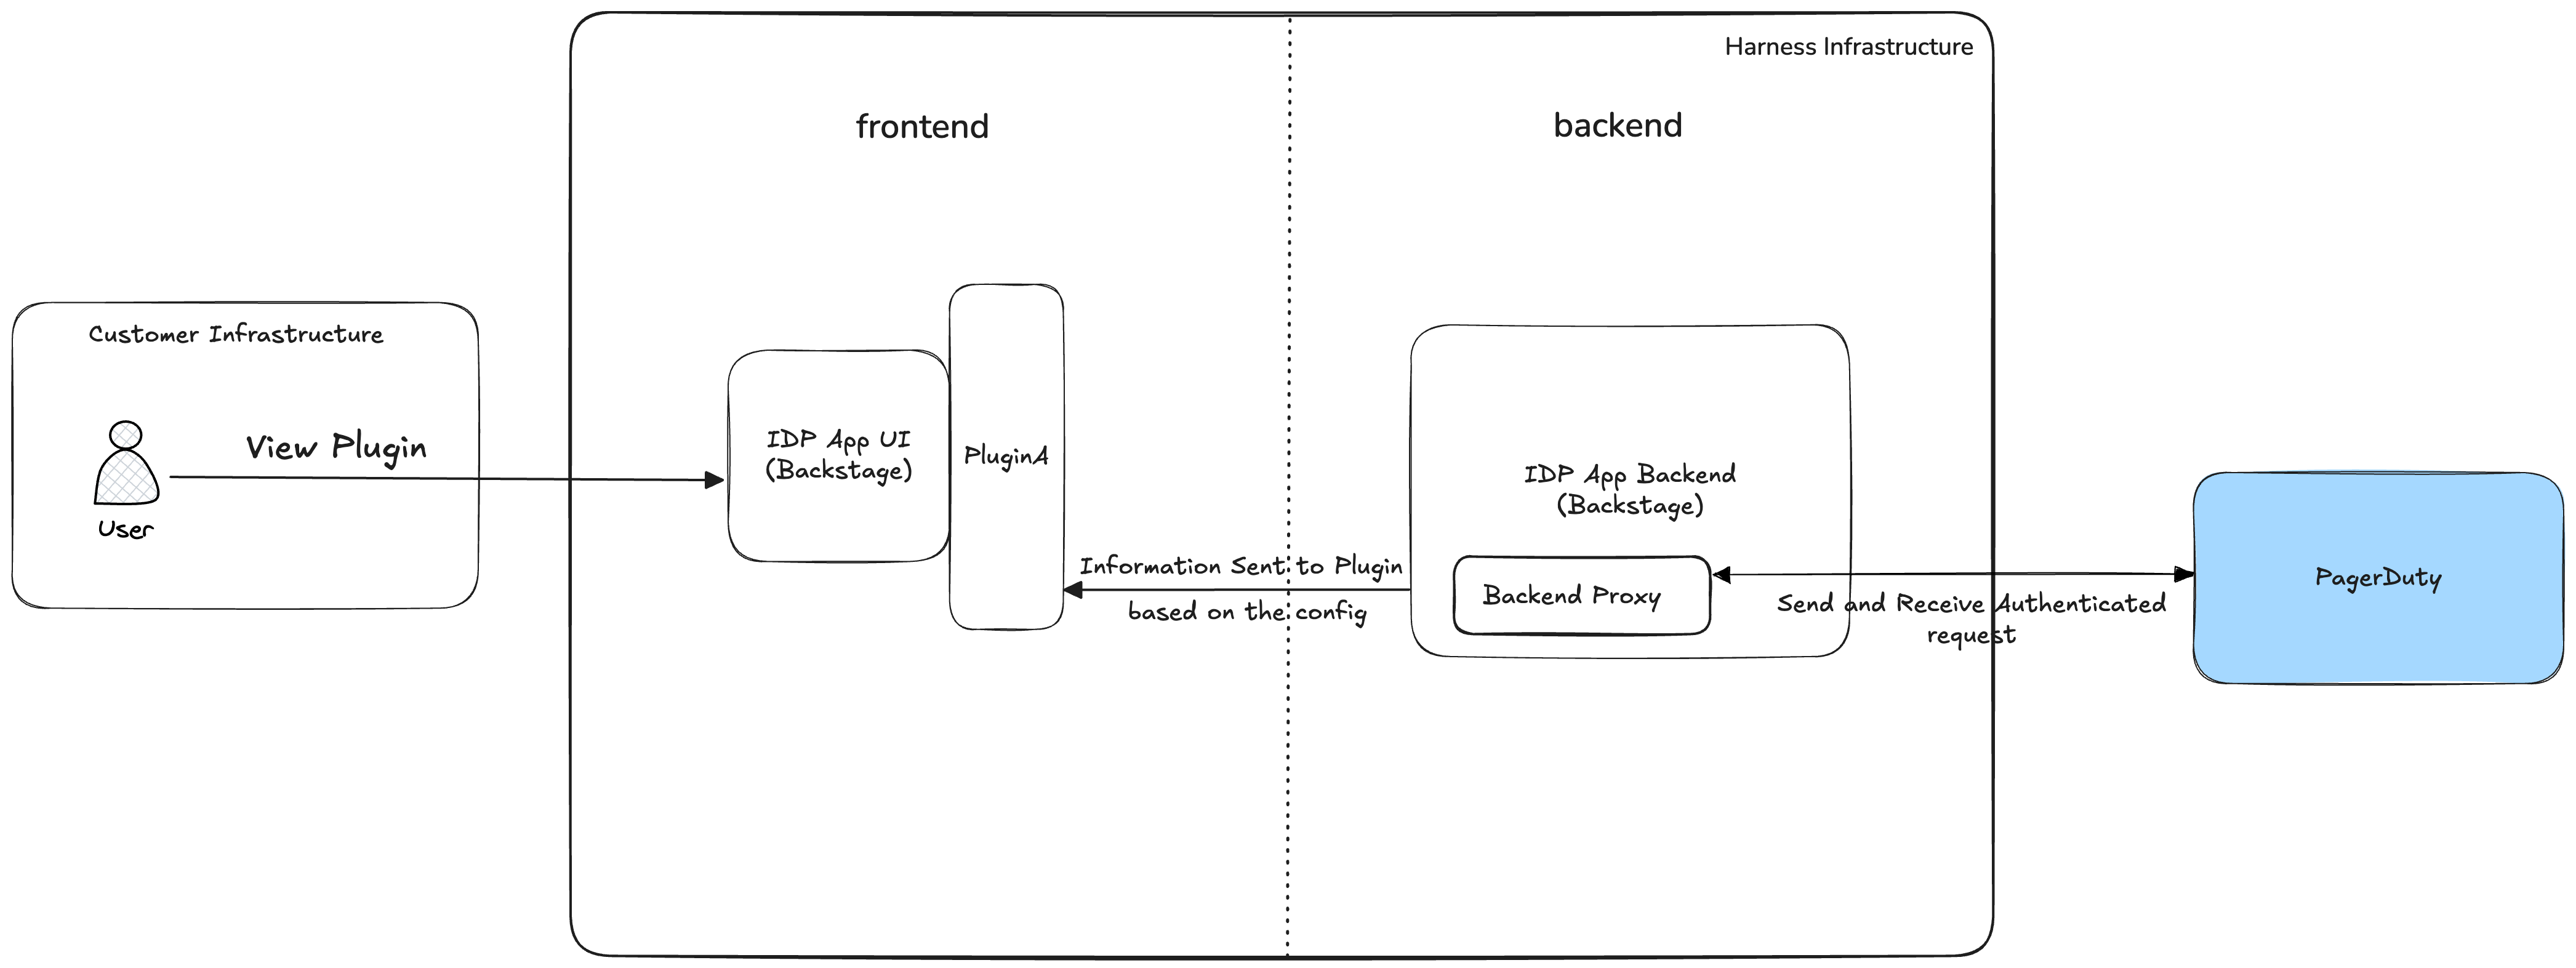 Harness Infrastructure
frontend
backend
Customer Infrastructure
View Plugin
User
IDP App UI
(Backstage)
PluginA
Information Sent to Plugin
based on the config
IDP App Backend
(Backstage)
Backend Proxy
Send and Receive Authenticated
request
PagerDuty